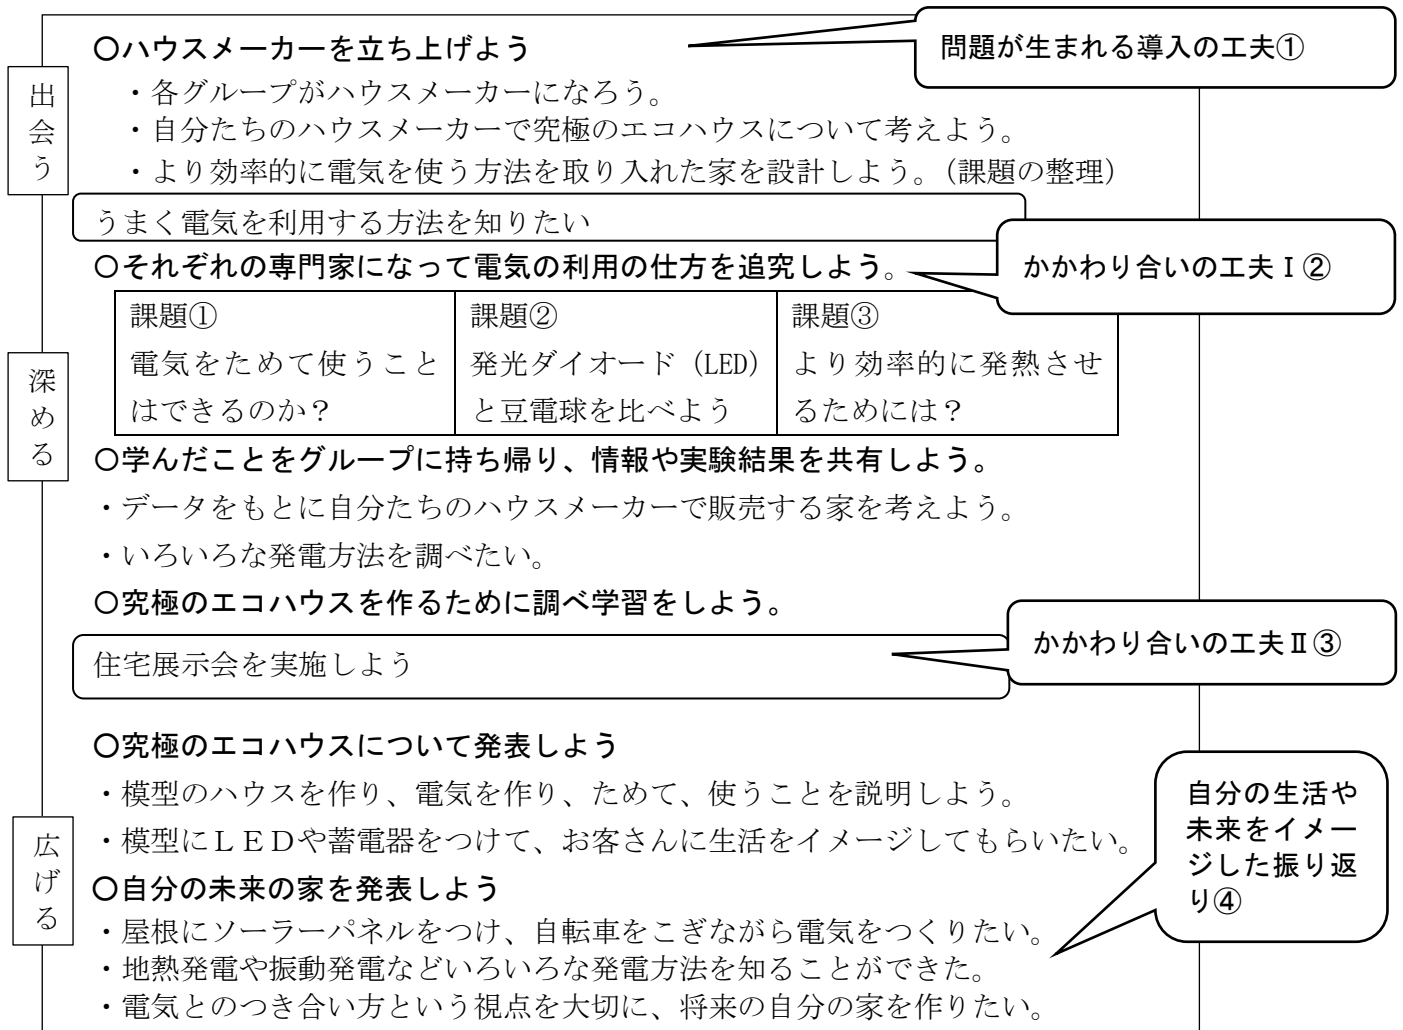 〇ハウスメーカーを立ち上げよう
問題が生まれる導入の工夫①
出会う
・各グループがハウスメーカーになろう。
・自分たちのハウスメーカーで究極のエコハウスについて考えよう。
・より効率的に電気を使う方法を取り入れた家を設計しよう。（課題の整理）
うまく電気を利用する方法を知りたい
〇それぞれの専門家になって電気の利用の仕方を追究しよう。
かかわり合いの工夫Ⅰ②
深める
課題①
電気をためて使うこと
はできるのか？
課題②
発光ダイオード（LED）
と豆電球を比べよう
課題③
より効率的に発熱させ
るためには？
〇学んだことをグループに持ち帰り、情報や実験結果を共有しよう。
・データをもとに自分たちのハウスメーカーで販売する家を考えよう。
・いろいろな発電方法を調べたい。
〇究極のエコハウスを作るために調べ学習をしよう。
住宅展示会を実施しよう
かかわり合いの工夫Ⅱ③
〇究極のエコハウスについて発表しよう
・模型のハウスを作り、電気を作り、ためて、使うことを説明しよう。
・模型にＬＥＤや蓄電器をつけて、お客さんに生活をイメージしてもらいたい。
広げる
〇自分の未来の家を発表しよう
・屋根にソーラーパネルをつけ、自転車をこぎながら電気をつくりたい。
・地熱発電や振動発電などいろいろな発電方法を知ることができた。
・電気とのつき合い方という視点を大切に、将来の自分の家を作りたい。
自分の生活や
未来をイメー
ジした振り返
り④